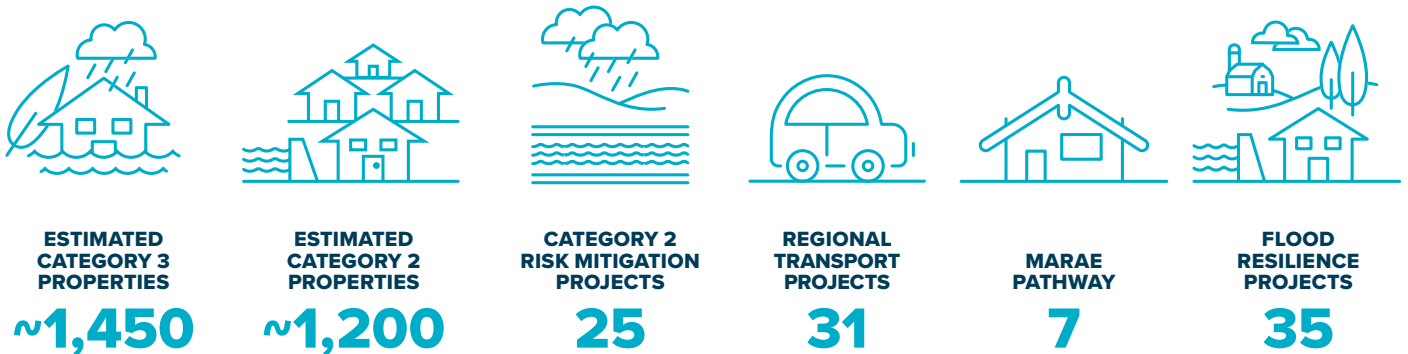 ESTIMATED
CATEGORY 3
PROPERTIES
~1,450
ESTIMATED
CATEGORY 2
PROPERTIES
~1,200
CATEGORY 2
RISK MITIGATION
PROJECTS
25
REGIONAL
TRANSPORT
PROJECTS
31
MARAE
PATHWAY
7
FLOOD
RESILIENCE
PROJECTS
35